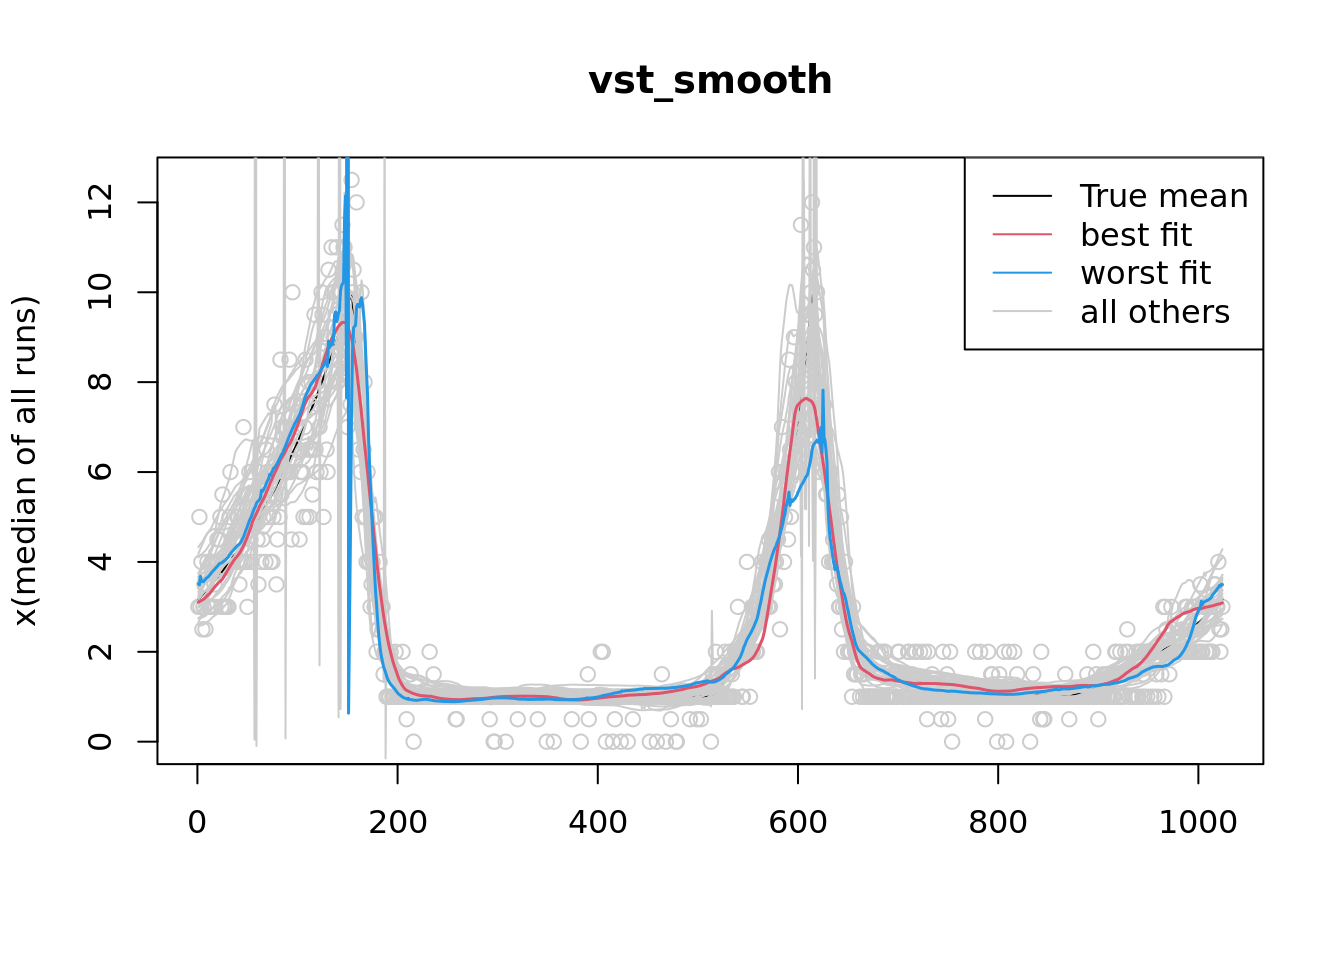 vst_smooth
x(median of all runs)
12
10
8
6
4
2
0
True mean
best fit
worst fit
all others
0 200 400 600 800 1000